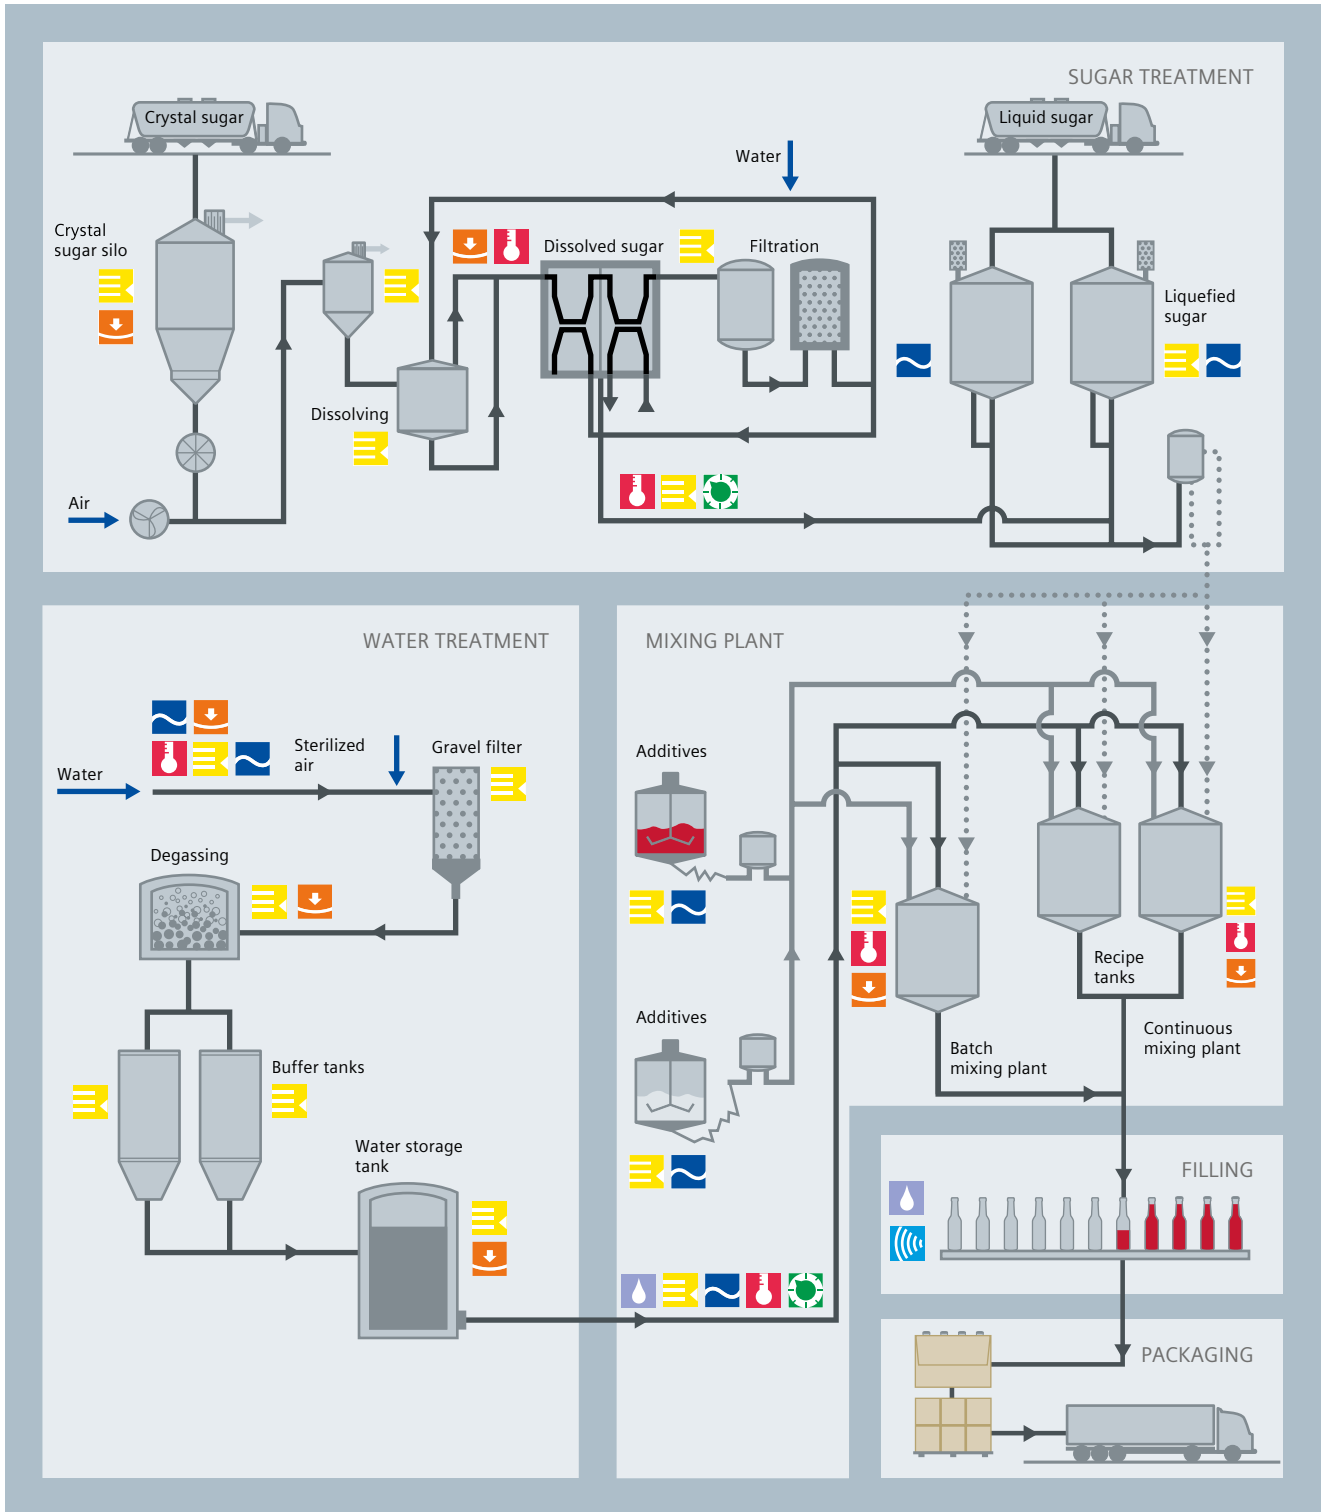 SUGAR TREATMENT
Crystal sugar
Liquid sugar
Water
Crystal
sugar silo
Dissolved sugar
Filtration
Liquefied
sugar
Dissolving
Air
WATER TREATMENT
MIXING PLANT
Sterilized
air
Gravel filter
Water
Additives
Degassing
Recipe
tanks
Additives
Continuous
mixing plant
Batch
mixing plant
Buffer tanks
Water storage
tank
FILLING
PACKAGING